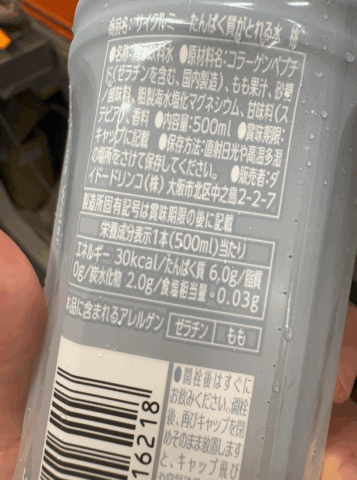 商品名：サイクルミー たんぱく質がとれる水 桃
●名称：清涼飲料水 ●原材料名：コラーゲンペプチ
ド(ゼラチンを含む、国内製造)、もも果汁、砂糖
／酸味料、粗製海水塩化マグネシウム、甘味料(ス
テビア)、香料 ●内容量：500ml ●賞味期限：
キャップに記載 ●保存方法：直射日光や高温多湿
の場所をさけて保存してください。 ●販売者：ダ
イドードリンコ(株) 大阪市北区中之島2-2-7
製造所固有記号は賞味期限の後に記載
栄養成分表示1本(500ml)当たり
エネルギー 30kcal/たんぱく質 6.0g/脂質
0g/炭水化物 2.0g/食塩相当量 0.03g
本品に含まれるアレルゲン ゼラチン もも
16218
●開栓後はすぐに
お飲みください。開栓
後、再びキャップを閉
めそのまま放置します
と、キャップ飛び